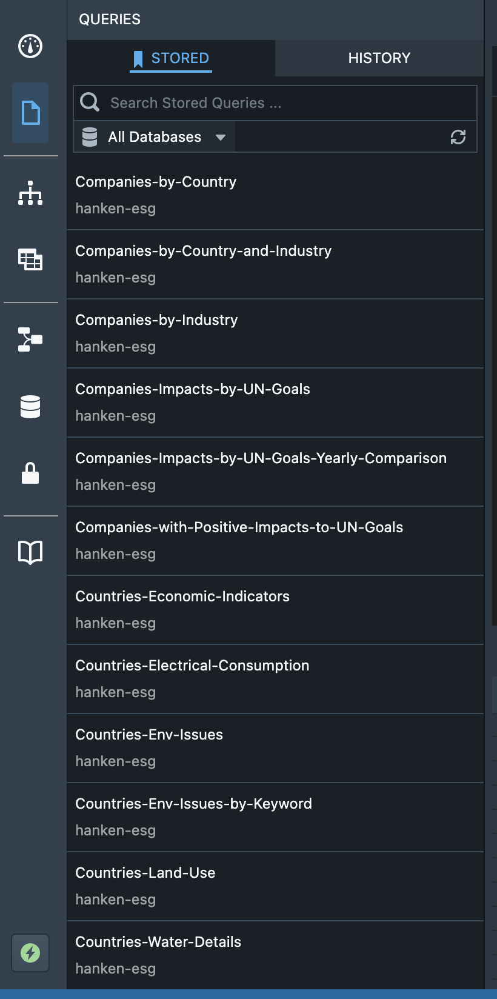 QUERIES
STORED
HISTORY
Search Stored Queries ...
All Databases
Companies-by-Country
hanken-esg
Companies-by-Country-and-Industry
hanken-esg
Companies-by-Industry
hanken-esg
Companies-Impacts-by-UN-Goals
hanken-esg
Companies-Impacts-by-UN-Goals-Yearly-Comparison
hanken-esg
Companies-with-Positive-Impacts-to-UN-Goals
hanken-esg
Countries-Economic-Indicators
hanken-esg
Countries-Electrical-Consumption
hanken-esg
Countries-Env-Issues
hanken-esg
Countries-Env-Issues-by-Keyword
hanken-esg
Countries-Land-Use
hanken-esg
Countries-Water-Details
hanken-esg